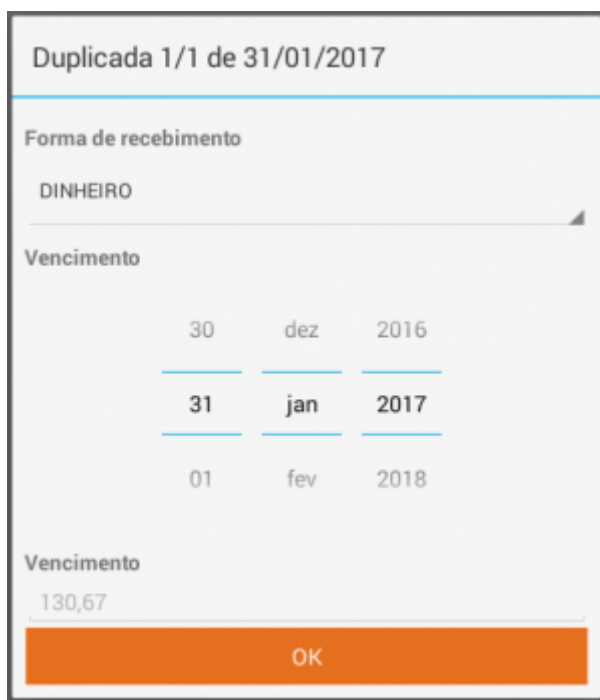 Duplicada 1/1 de 31/01/2017
Forma de recebimento
DINHEIRO
Vencimento
30 dez 2016
31 jan 2017
01 fev 2018
Vencimento
130,67
OK